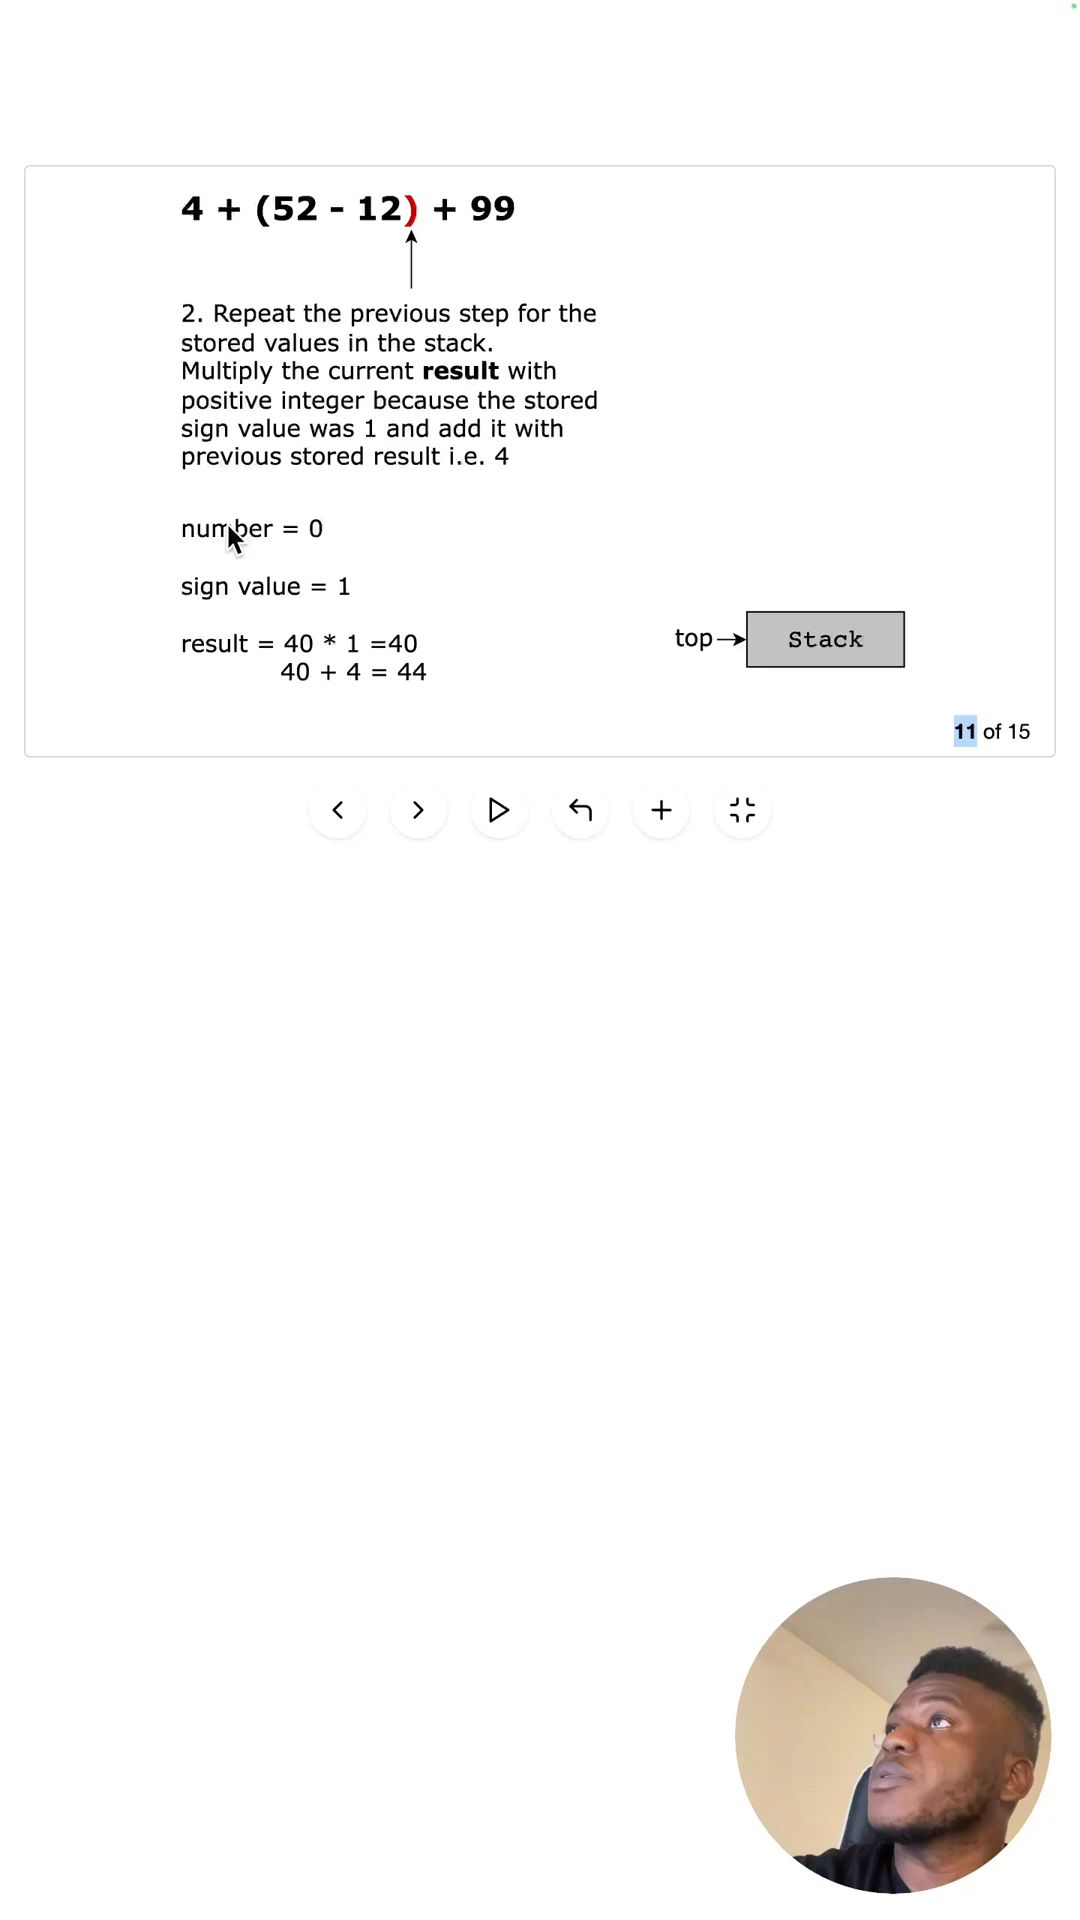 4 + (52 - 12) + 99
2. Repeat the previous step for the
stored values in the stack.
Multiply the current result with
positive integer because the stored
sign value was 1 and add it with
previous stored result i.e. 4
number = 0
sign value = 1
result = 40 * 1 =40
40 + 4 = 44
top
Stack
11 of 15